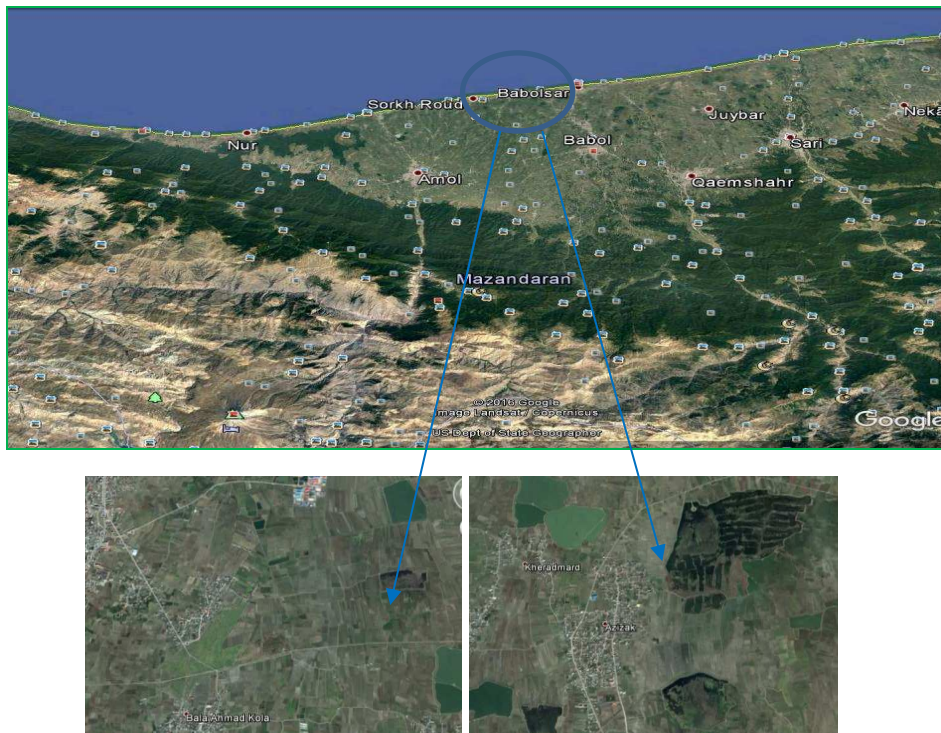 Sorkh Roud
Babolsar
Nur
Amol
Babol
Juybar
Sari
Neka
Qaemshahr
Mazandaran
© 2016 Google
Image Landsat / Copernicus
US Dept of State Geographer
Google
Bala Ahmad Kola
Kheradmard
Azizak